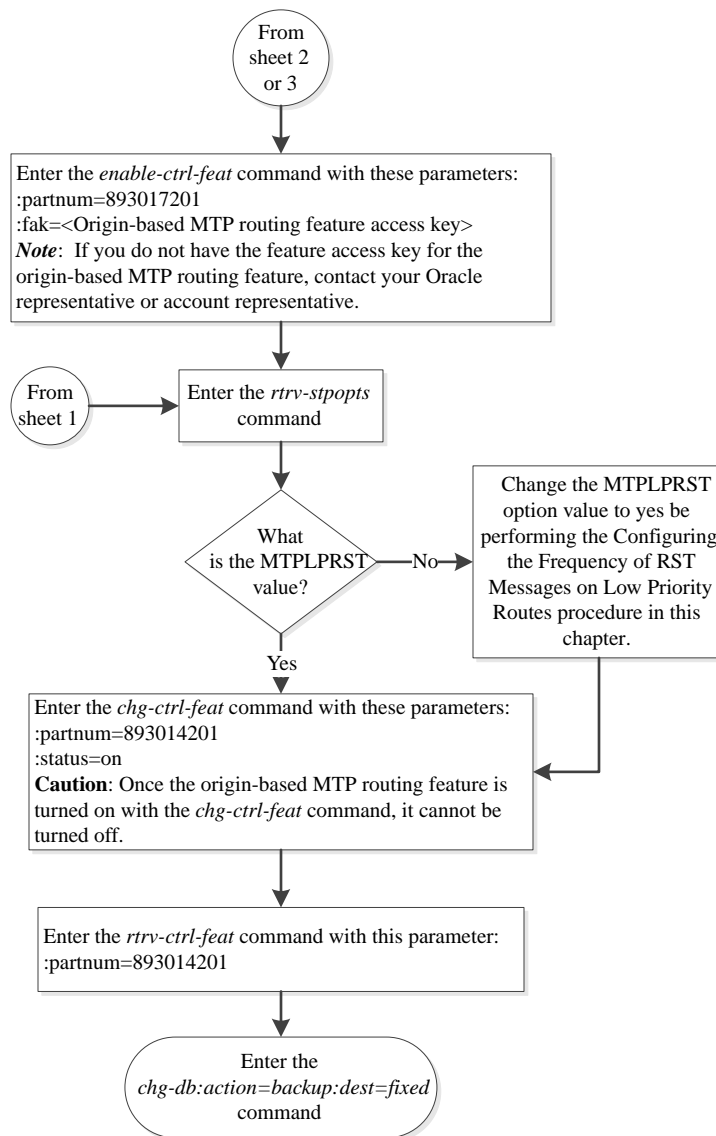 From
sheet 2
or 3
Enter the enable-ctrl-feat command with these parameters:
:partnum=893017201
:fak=<Origin-based MTP routing feature access key>
Note: If you do not have the feature access key for the
origin-based MTP routing feature, contact your Oracle
representative or account representative.
From
sheet 1
Enter the rtrv-stpopts
command
What
is the MTPLPRST
value?
No
Change the MTPLPRST
option value to yes be
performing the Configuring
the Frequency of RST
Messages on Low Priority
Routes procedure in this
chapter.
Yes
Enter the chg-ctrl-feat command with these parameters:
:partnum=893014201
:status=on
Caution: Once the origin-based MTP routing feature is
turned on with the chg-ctrl-feat command, it cannot be
turned off.
Enter the rtrv-ctrl-feat command with this parameter:
:partnum=893014201
Enter the
chg-db:action=backup:dest=fixed
command